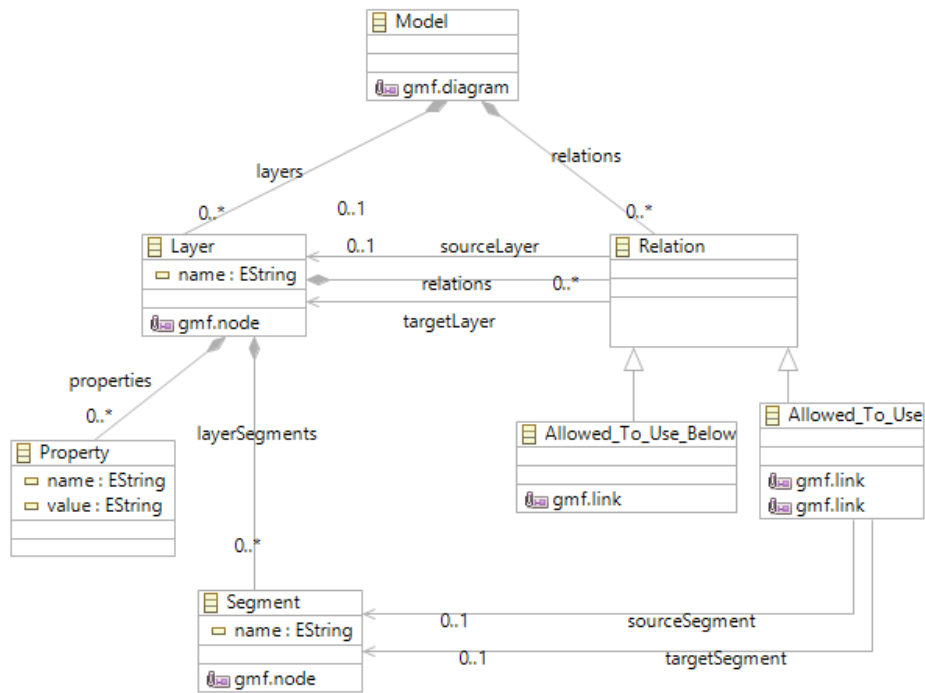 Model
gmf.diagram
layers
relations
0..*
0..1
0..*
Layer
name : EString
gmf.node
0..1
sourceLayer
relations
0..*
targetLayer
Relation
properties
0..*
layerSegments
Allowed_To_Use_Below
gmf.link
Allowed_To_Use
gmf.link
gmf.link
Property
name : EString
value : EString
0..*
Segment
name : EString
gmf.node
0..1
sourceSegment
0..1
targetSegment